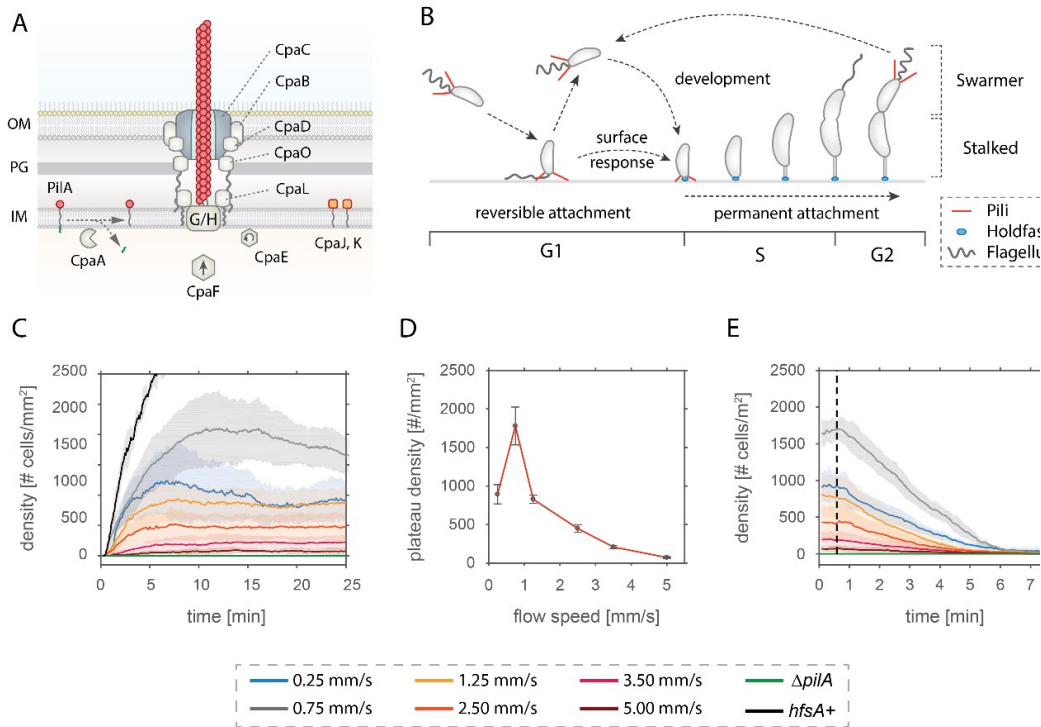 A
CpaC
CpaB
CpaD
CpaO
CpaL
OM
PG
IM
PilA
CpaA
G/H
CpaE
CpaF
CpaJ, K
B
development
surface
response
Swarmer
Stalked
reversible attachment
permanent attachment
G1
S
G2
Pili
Holdfas
Flagellu
C
density [# cells/mm²]
2500
2000
1500
1000
500
0
0
5
10
15
20
25
time [min]
D
plateau density [#/mm²]
2500
2000
1500
1000
500
0
0
1
2
3
4
5
flow speed [mm/s]
E
density [# cells/m²]
2500
2000
1500
1000
500
0
0
1
2
3
4
5
6
7
time [min]
0.25 mm/s
1.25 mm/s
3.50 mm/s
ΔpilA
0.75 mm/s
2.50 mm/s
5.00 mm/s
hfsA+